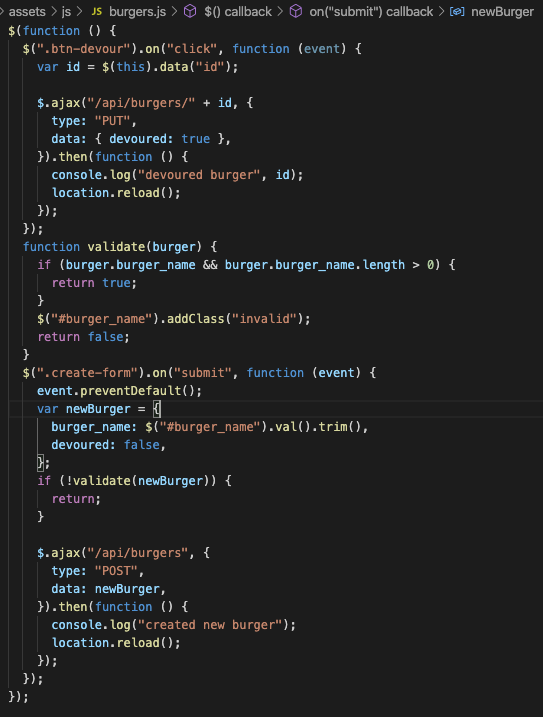 assets > js > JS burgers.js > $() callback > on("submit") callback > newBurger
$(function () {
  $(".btn-devour").on("click", function (event) {
    var id = $(this).data("id");

    $.ajax("/api/burgers/" + id, {
      type: "PUT",
      data: { devoured: true },
    }).then(function () {
      console.log("devoured burger", id);
      location.reload();
    });
  });
  function validate(burger) {
    if (burger.burger_name && burger.burger_name.length > 0) {
      return true;
    }
    $("#burger_name").addClass("invalid");
    return false;
  }
  $(".create-form").on("submit", function (event) {
    event.preventDefault();
    var newBurger = {
      burger_name: $("#burger_name").val().trim(),
      devoured: false,
    };
    if (!validate(newBurger)) {
      return;
    }

    $.ajax("/api/burgers", {
      type: "POST",
      data: newBurger,
    }).then(function () {
      console.log("created new burger");
      location.reload();
    });
  });
});